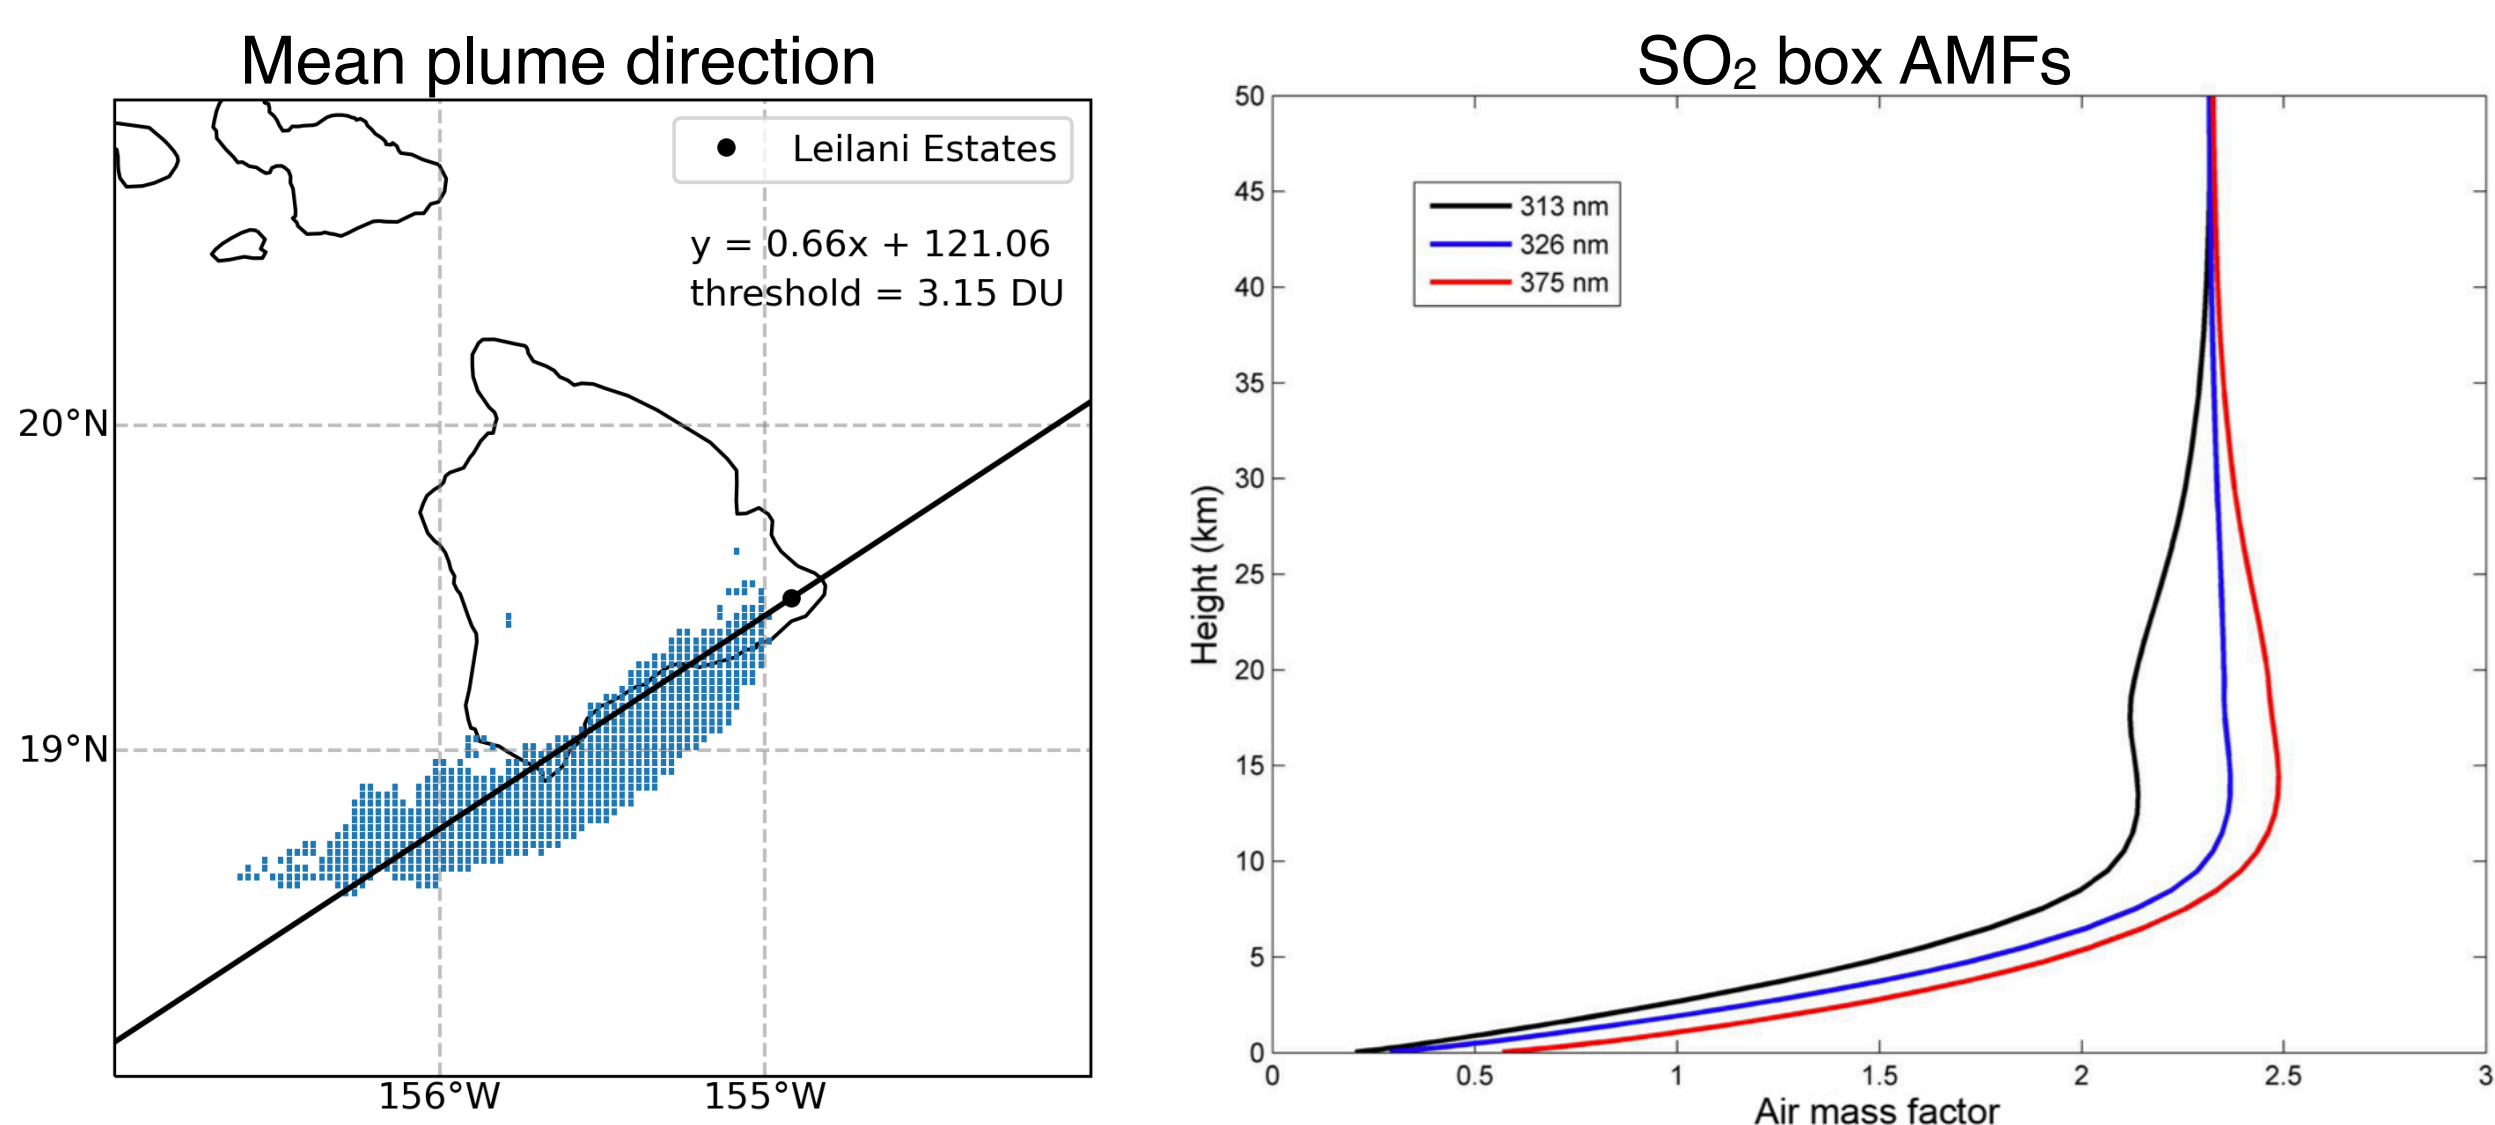 Mean plume direction
Leilani Estates
y = 0.66x + 121.06
threshold = 3.15 DU
20°N
19°N
156°W
155°W
SO₂ box AMFs
50
45
40
35
30
25
20
15
10
5
0
Height (km)
313 nm
326 nm
375 nm
0
0.5
1
1.5
2
2.5
3
Air mass factor